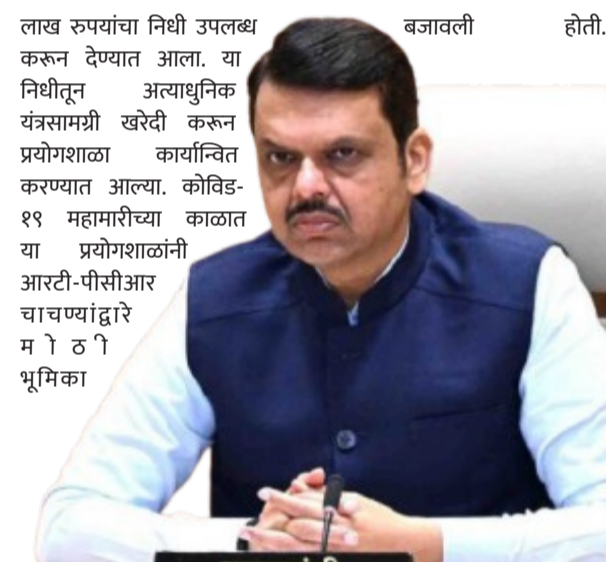 लाख रुपयांचा निधी उपलब्ध
करून देण्यात आला. या
निधीतून अत्याधुनिक
यंत्रसामग्री खरेदी करून
प्रयोगशाळा कार्यान्वित
करण्यात आल्या. कोविड-
१९ महामारीच्या काळात
या प्रयोगशाळांनी
आरटी-पीसीआर
चाचण्यांद्वारे
मोठी
भूमिका
बजावली होती.